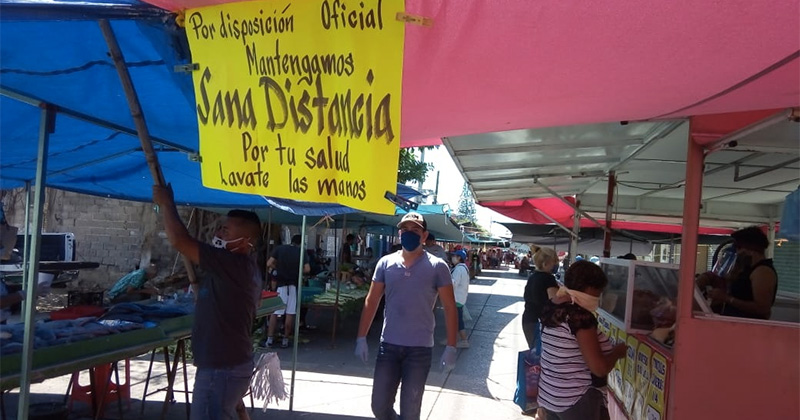 Por disposición Oficial
Mantengamos
Sana Distancia
Por tu salud
Lavate las manos